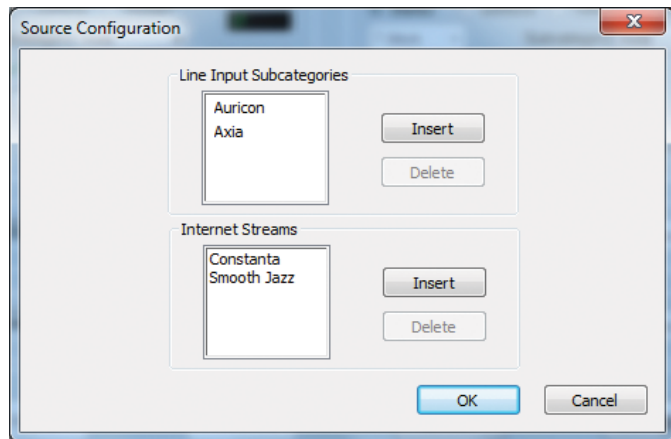 Source Configuration
Line Input Subcategories
Auricon
Axia
Insert
Delete
Internet Streams
Constanta
Smooth Jazz
Insert
Delete
OK
Cancel